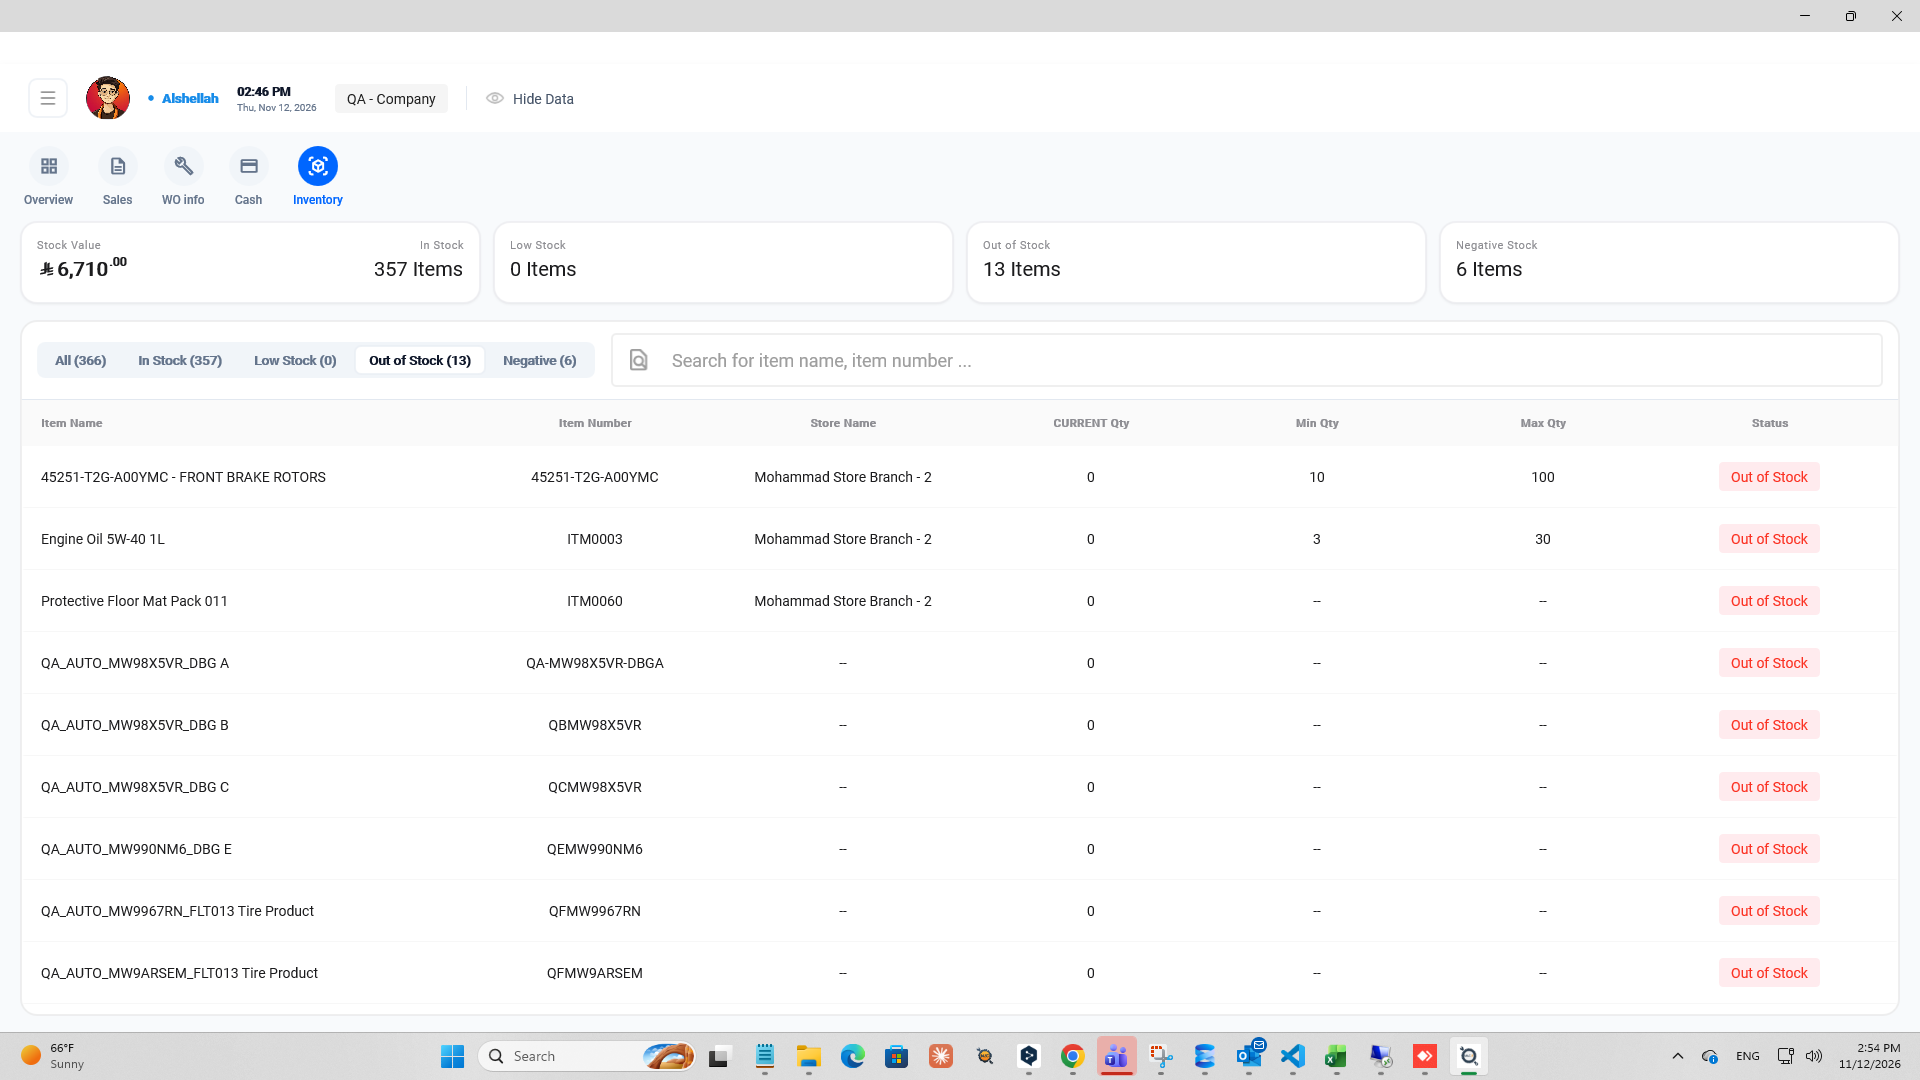 Alshellah
02:46 PM
Thu, Nov 12, 2026
QA - Company
Hide Data
Overview
Sales
WO info
Cash
Inventory
Stock Value
In Stock
6,710.00
357 Items
Low Stock
0 Items
Out of Stock
13 Items
Negative Stock
6 Items
All (366)
In Stock (357)
Low Stock (0)
Out of Stock (13)
Negative (6)
Search for item name, item number ...
Item Name Item Number Store Name CURRENT Qty Min Qty Max Qty Status
45251-T2G-A00YMC - FRONT BRAKE ROTORS 45251-T2G-A00YMC Mohammad Store Branch - 2 0 10 100 Out of Stock
Engine Oil 5W-40 1L ITM0003 Mohammad Store Branch - 2 0 3 30 Out of Stock
Protective Floor Mat Pack 011 ITM0060 Mohammad Store Branch - 2 0 -- -- Out of Stock
QA_AUTO_MW98X5VR_DBG A QA-MW98X5VR-DBGA -- 0 -- -- Out of Stock
QA_AUTO_MW98X5VR_DBG B QBMW98X5VR -- 0 -- -- Out of Stock
QA_AUTO_MW98X5VR_DBG C QCMW98X5VR -- 0 -- -- Out of Stock
QA_AUTO_MW990NM6_DBG E QEMW990NM6 -- 0 -- -- Out of Stock
QA_AUTO_MW9967RN_FLT013 Tire Product QFMW9967RN -- 0 -- -- Out of Stock
QA_AUTO_MW9ARSEM_FLT013 Tire Product QFMW9ARSEM -- 0 -- -- Out of Stock
66°F
Sunny
Search
ENG
2:54 PM
11/12/2026